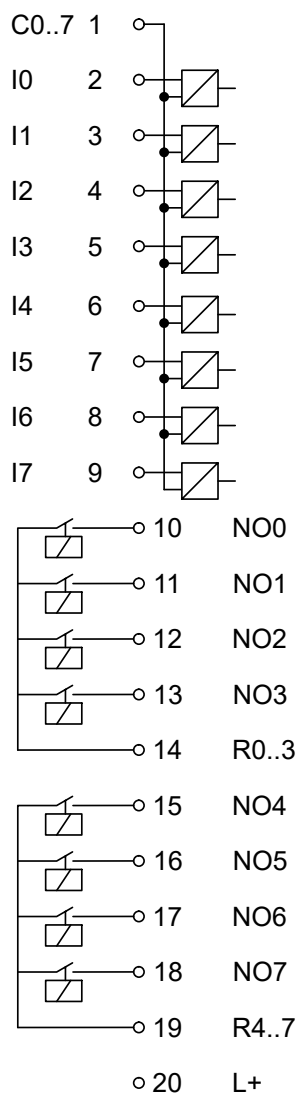 C0..7 1
I0 2
I1 3
I2 4
I3 5
I4 6
I5 7
I6 8
I7 9
10 NO0
11 NO1
12 NO2
13 NO3
14 R0..3
15 NO4
16 NO5
17 NO6
18 NO7
19 R4..7
20 L+